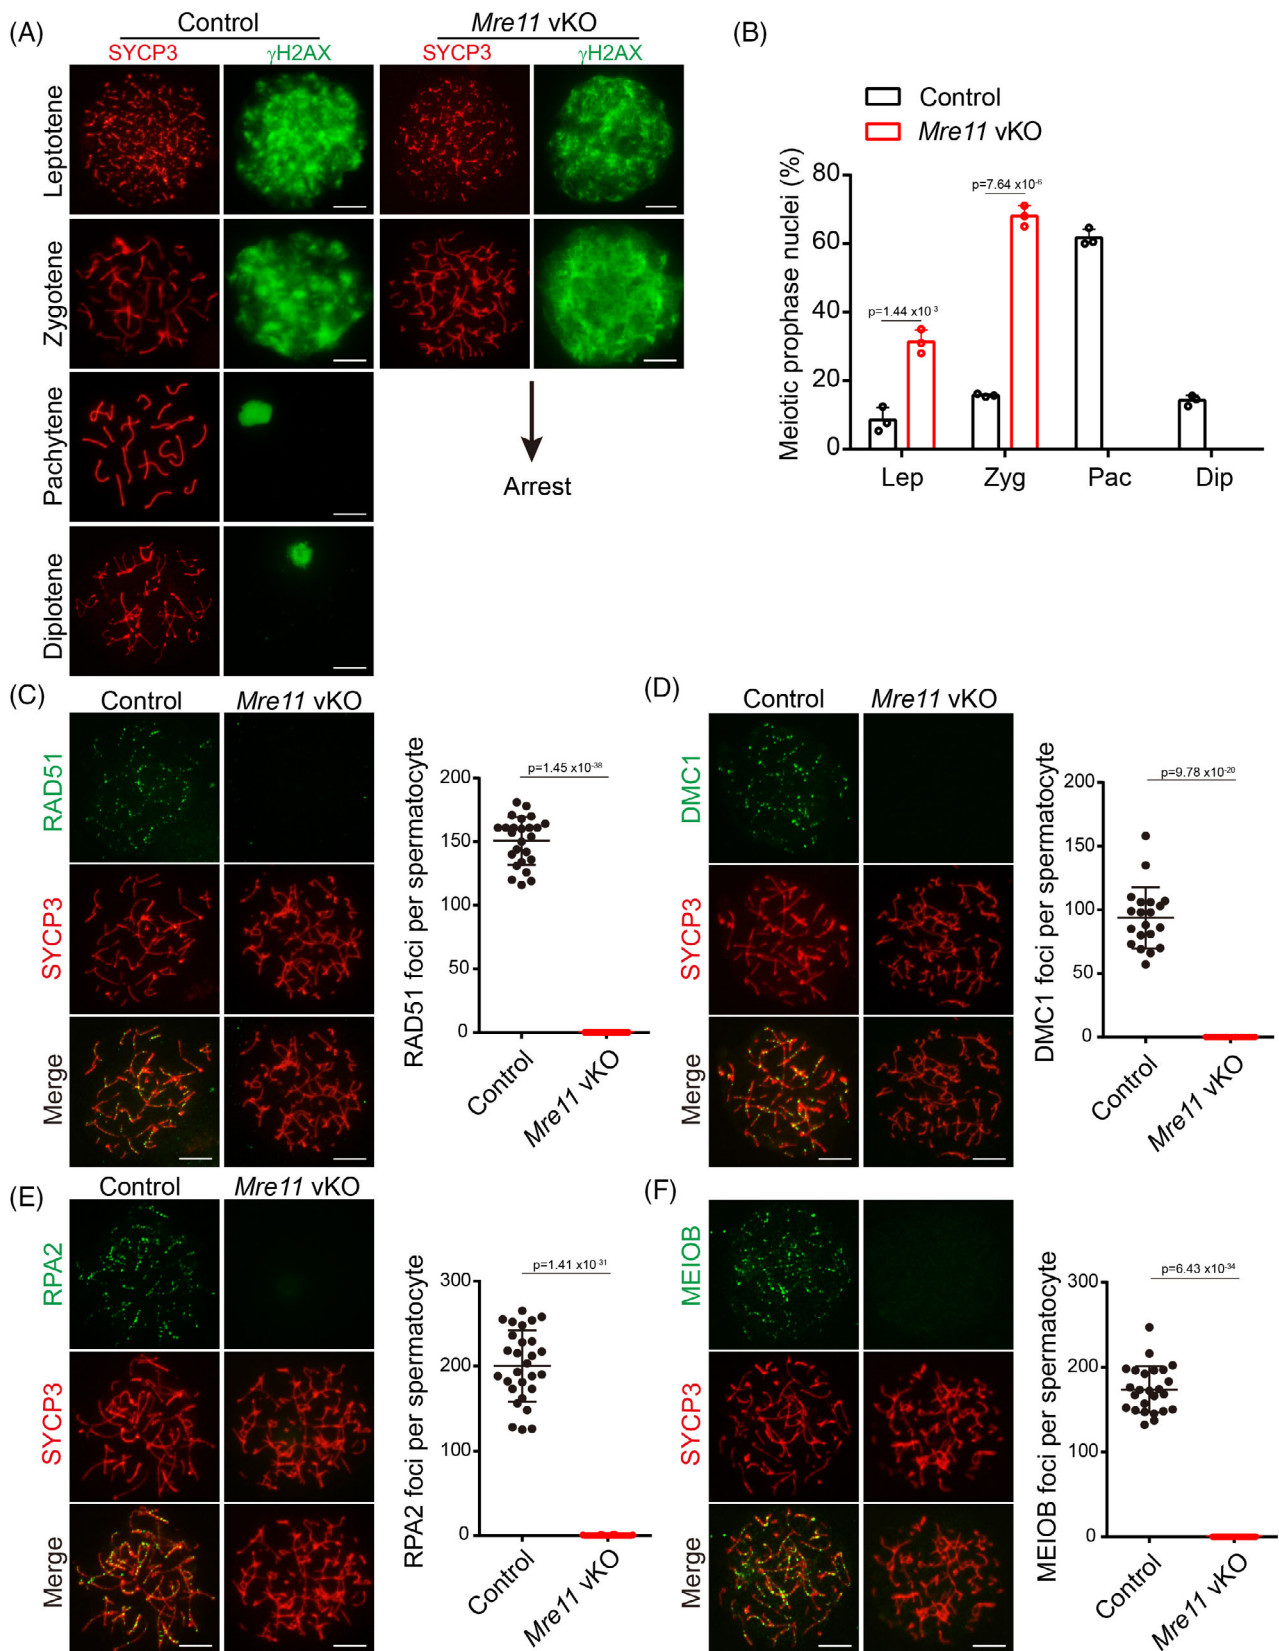 (A)
Control
Mre11 vKO
SYCP3
γH2AX
SYCP3
γH2AX
Leptotene
Zygotene
Pachytene
Diplotene
Arrest
(B)
Control
Mre11 vKO
Meiotic prophase nuclei (%)
80
60
40
20
0
p=1.44 x10-3
p=7.64 x10-6
Lep
Zyg
Pac
Dip
(C)
Control
Mre11 vKO
RAD51
SYCP3
Merge
RAD51 foci per spermatocyte
200
150
100
50
0
p=1.45 x10-38
Control
Mre11 vKO
(D)
Control
Mre11 vKO
DMC1
SYCP3
Merge
DMC1 foci per spermatocyte
200
150
100
50
0
p=9.78 x10-20
Control
Mre11 vKO
(E)
Control
Mre11 vKO
RPA2
SYCP3
Merge
RPA2 foci per spermatocyte
300
200
100
0
p=1.41 x10-31
Control
Mre11 vKO
(F)
MEIOB
SYCP3
Merge
MEIOB foci per spermatocyte
300
200
100
0
p=6.43 x10-34
Control
Mre11 vKO